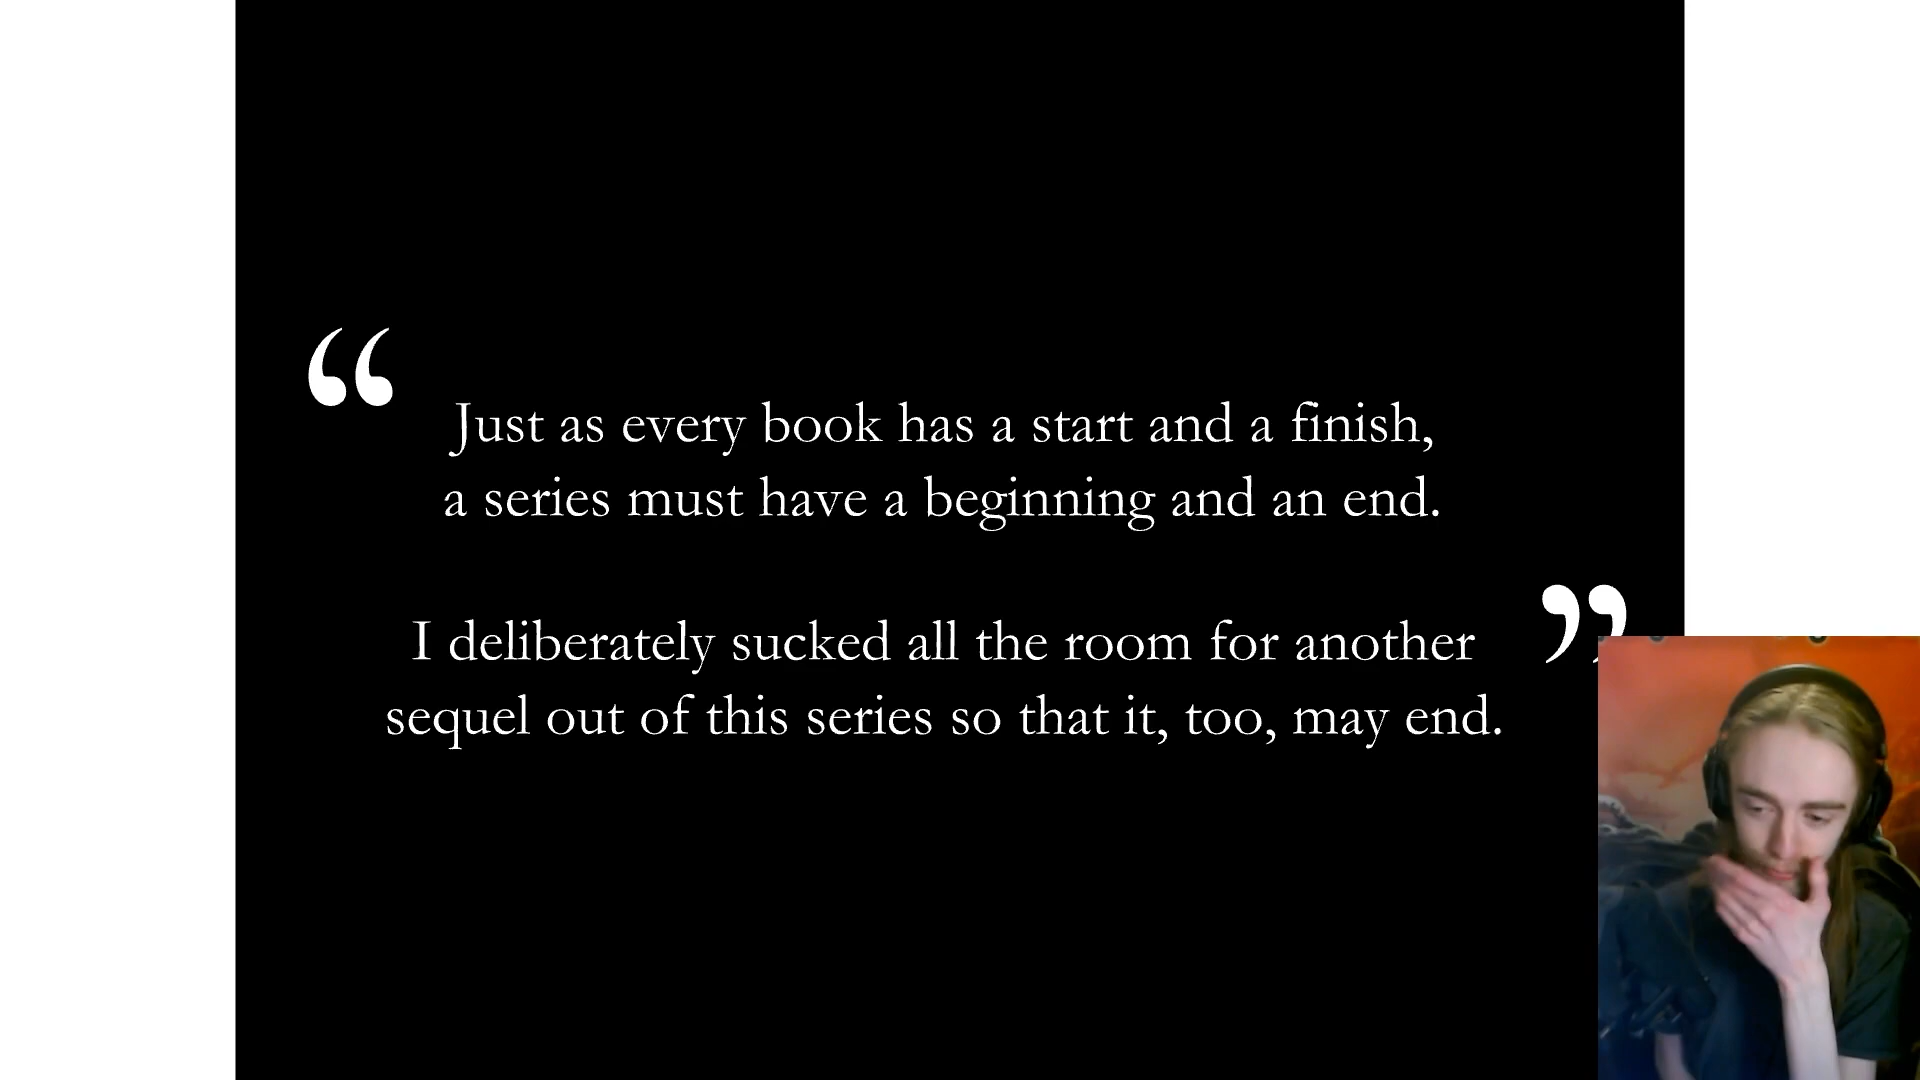 “Just as every book has a start and a finish,
a series must have a beginning and an end.
I deliberately sucked all the room for another
sequel out of this series so that it, too, may end.”